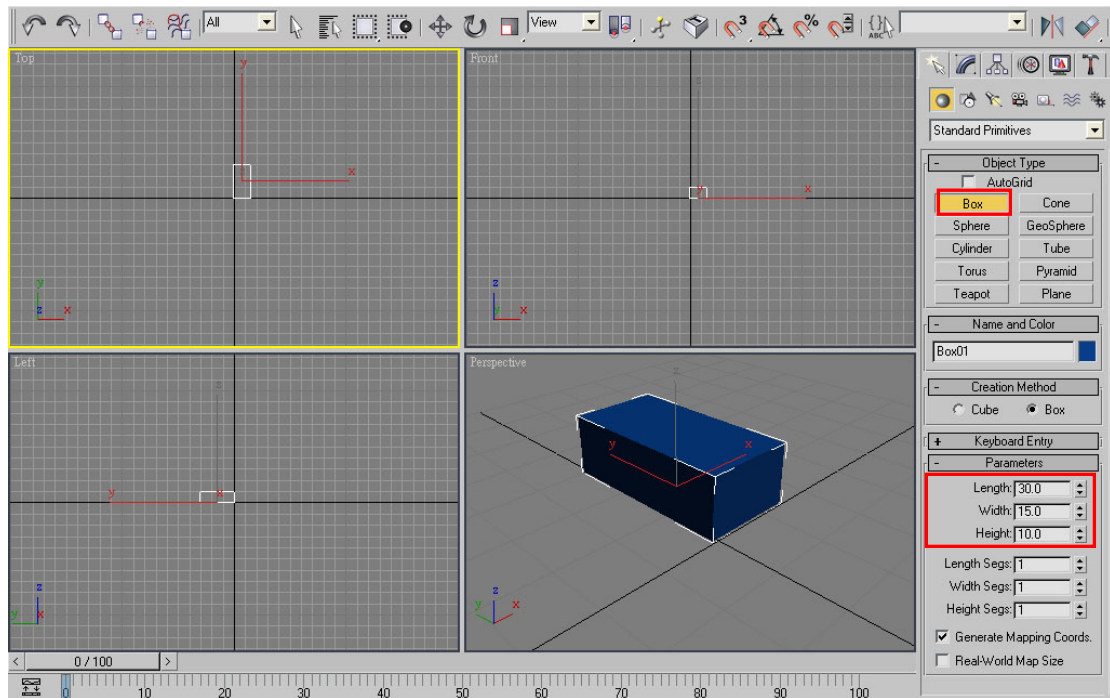 All
View
ABC
Top
y
x
y
z
x
Front
z
y
x
z
y
x
Left
z
y
x
z
y
x
Perspective
z
y
x
z
y
x
Standard Primitives
- Object Type
AutoGrid
Box Cone
Sphere GeoSphere
Cylinder Tube
Torus Pyramid
Teapot Plane
- Name and Color
Box01
- Creation Method
Cube Box
+ Keyboard Entry
- Parameters
Length: 30.0
Width: 15.0
Height: 10.0
Length Segs: 1
Width Segs: 1
Height Segs: 1
Generate Mapping Coords.
Real-World Map Size
< 0 / 100 >
0 10 20 30 40 50 60 70 80 90 100